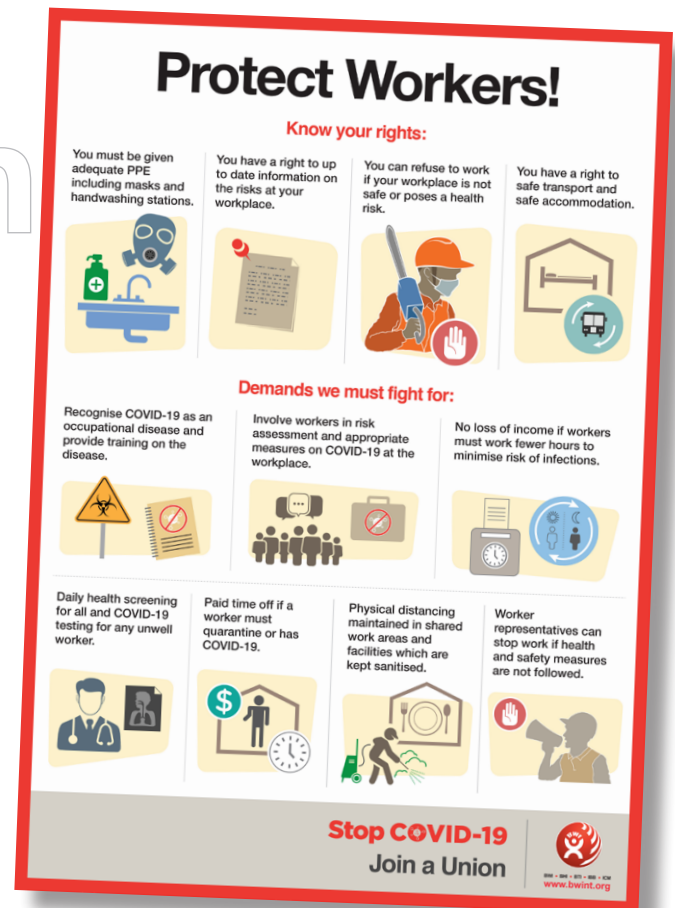 Protect Workers!
Know your rights:
You must be given
adequate PPE
including masks and
handwashing stations.
You have a right to up
to date information on
the risks at your
workplace.
You can refuse to work
if your workplace is not
safe or poses a health
risk.
You have a right to
safe transport and
safe accommodation.
Demands we must fight for:
Recognise COVID-19 as an
occupational disease and
provide training on the
disease.
Involve workers in risk
assessment and appropriate
measures on COVID-19 at the
workplace.
No loss of income if workers
must work fewer hours to
minimise risk of infections.
Daily health screening
for all and COVID-19
testing for any unwell
worker.
Paid time off if a
worker must
quarantine or has
COVID-19.
Physical distancing
maintained in shared
work areas and
facilities which are
kept sanitised.
Worker
representatives can
stop work if health
and safety measures
are not followed.
$
Stop COVID-19
Join a Union
www.bwint.org